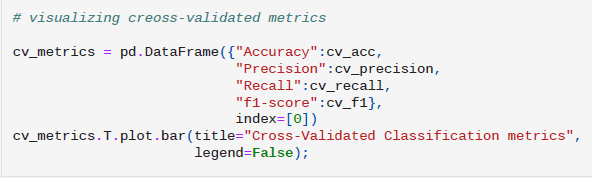 # visualizing creoss-validated metrics
cv_metrics = pd.DataFrame({"Accuracy":cv_acc,
"Precision":cv_precision,
"Recall":cv_recall,
"f1-score":cv_f1},
index=[0])
cv_metrics.T.plot.bar(title="Cross-Validated Classification metrics",
legend=False);